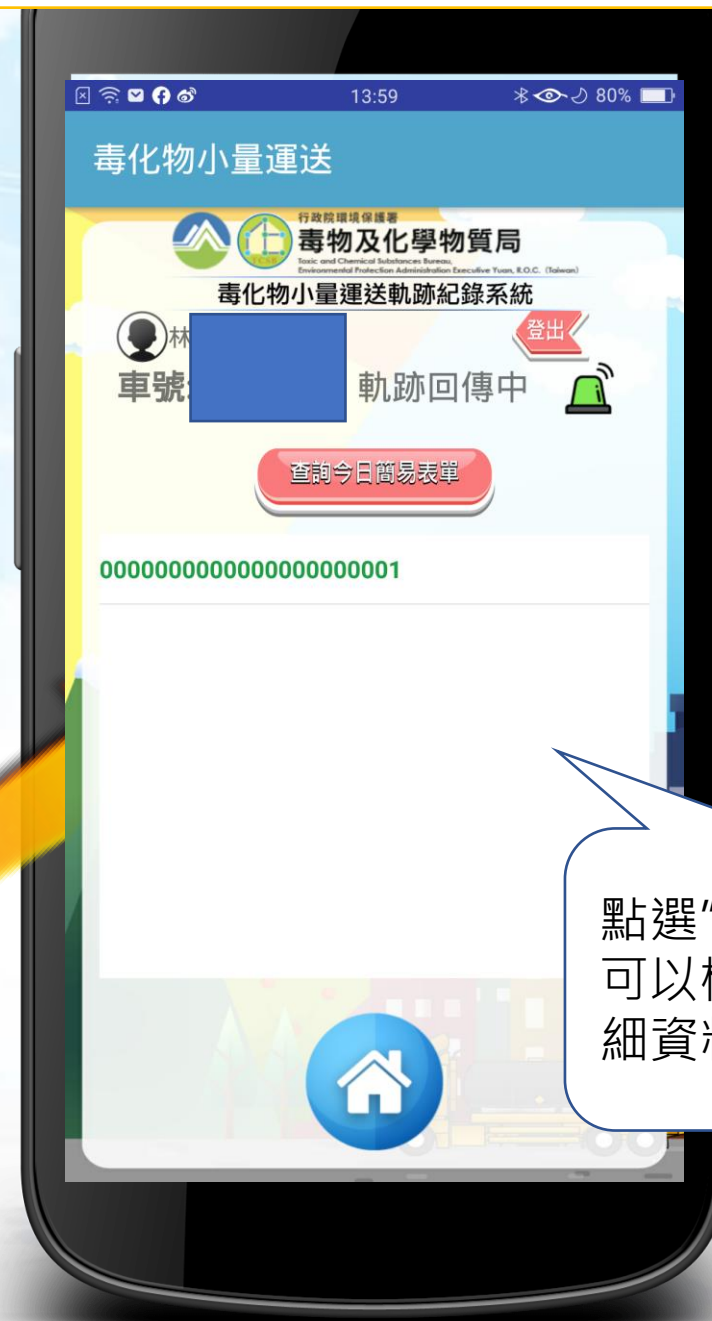 13:59 80%
毒化物小量運送
行政院環境保護署
毒物及化學物質局
Toxic and Chemical Substances Bureau,
Environmental Protection Administration Executive Yuan, R.O.C. (Taiwan)
毒化物小量運送軌跡紀錄系統
林
登出
車號: 軌跡回傳中
查詢今日簡易表單
0000000000000000000001
點選“
可以
細資